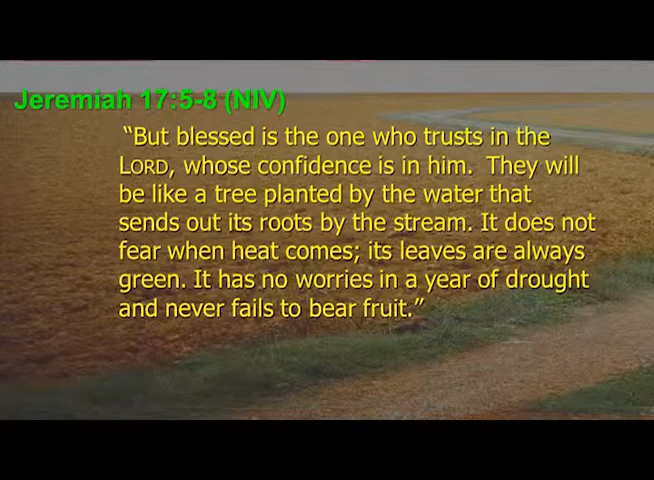 Jeremiah 17:5-8 (NIV)
“But blessed is the one who trusts in the
LORD, whose confidence is in him. They will
be like a tree planted by the water that
sends out its roots by the stream. It does not
fear when heat comes; its leaves are always
green. It has no worries in a year of drought
and never fails to bear fruit.”